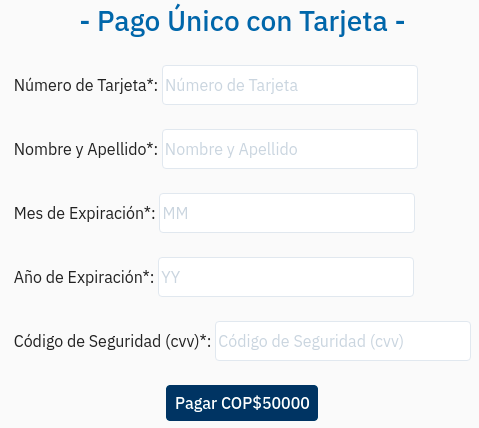 - Pago Único con Tarjeta -
Número de Tarjeta*: Número de Tarjeta
Nombre y Apellido*: Nombre y Apellido
Mes de Expiración*: MM
Año de Expiración*: YY
Código de Seguridad (cvv)*: Código de Seguridad (cvv)
Pagar COP$50000